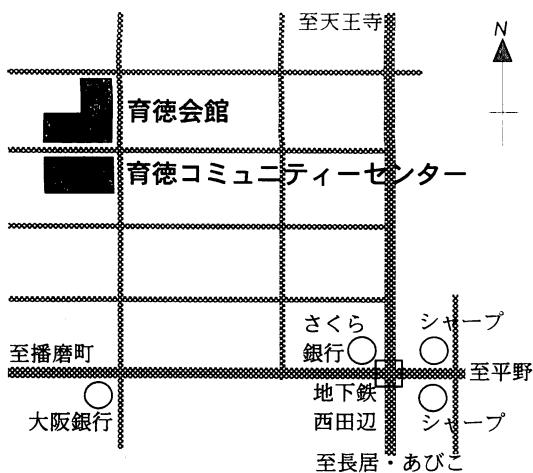 至天王寺
N
育徳会館
育徳コミュニティーセンター
さくら
銀行
シャープ
至播磨町
至平野
大阪銀行
地下鉄
西田辺
シャープ
至長居・あびこ